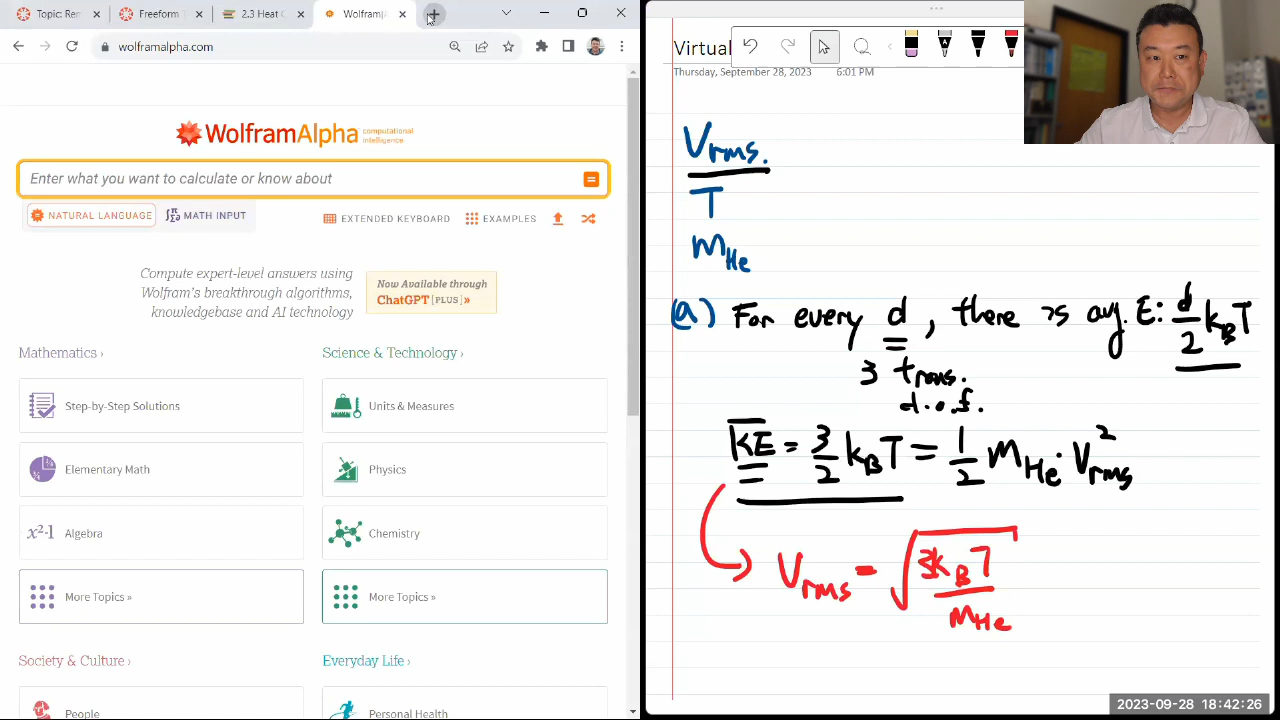 Topic: Ren
Freeform
3 Heat C
Wolfram|
wolframalpha.com
WolframAlpha computational intelligence
Enter what you want to calculate or know about
NATURAL LANGUAGE
MATH INPUT
EXTENDED KEYBOARD
EXAMPLES
UPLOAD
Compute expert-level answers using
Wolfram's breakthrough algorithms,
knowledgebase and AI technology
Now Available through
ChatGPT [PLUS] »
Mathematics ›
Science & Technology ›
Step-by-Step Solutions
Units & Measures
Elementary Math
Physics
x²-1
Algebra
Chemistry
More Topics »
More Topics »
Society & Culture ›
Everyday Life ›
People
Personal Health
Virtual
Thursday, September 28, 2023 6:01 PM
Vrms.
T
mHe
(a) For every d, there is avg. E: d/2 kBT
3 trans.
d.o.f.
KE = 3/2 kBT = 1/2 mHe · Vrms²
Vrms = √(3kBT/mHe)
2023-09-28 18:42:26